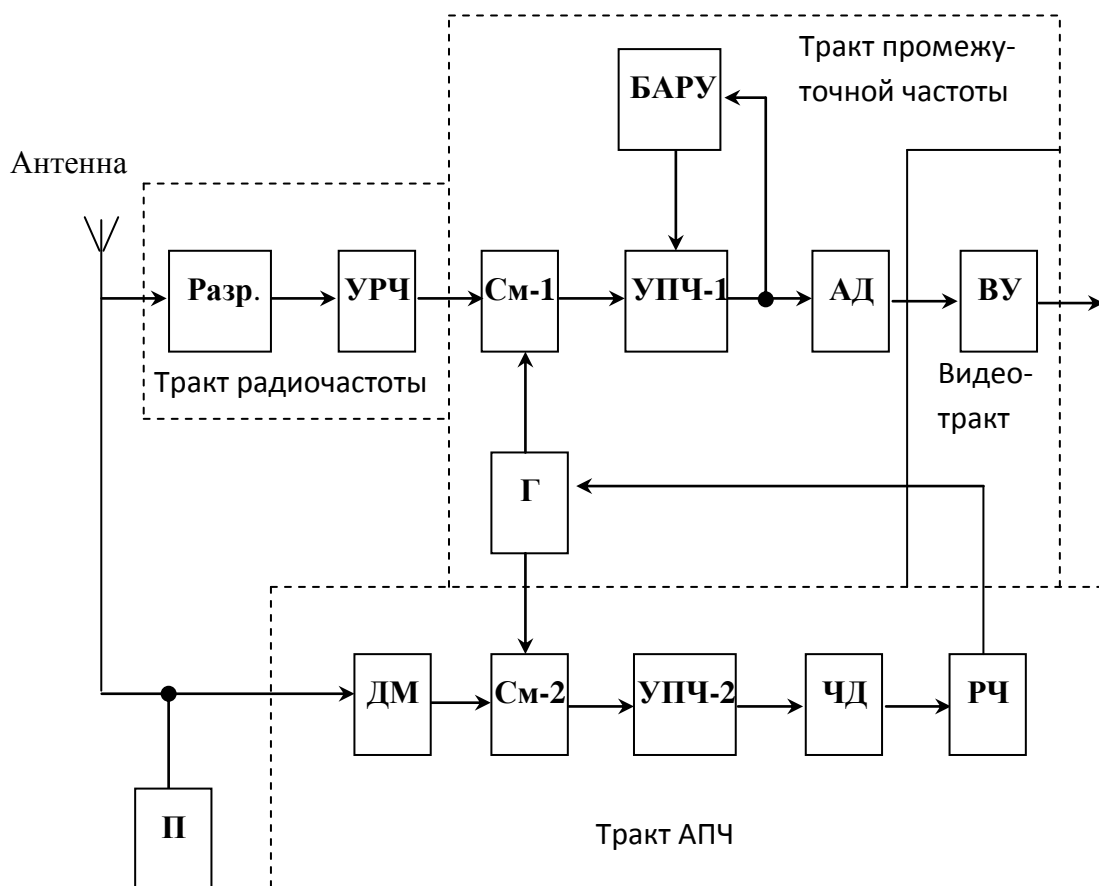 Тракт промежу-
точной частоты
БАРУ
Антенна
Разр.
УРЧ
См-1
УПЧ-1
АД
ВУ
Тракт радиочастоты
Видео-
тракт
Г
ДМ
См-2
УПЧ-2
ЧД
РЧ
П
Тракт АПЧ